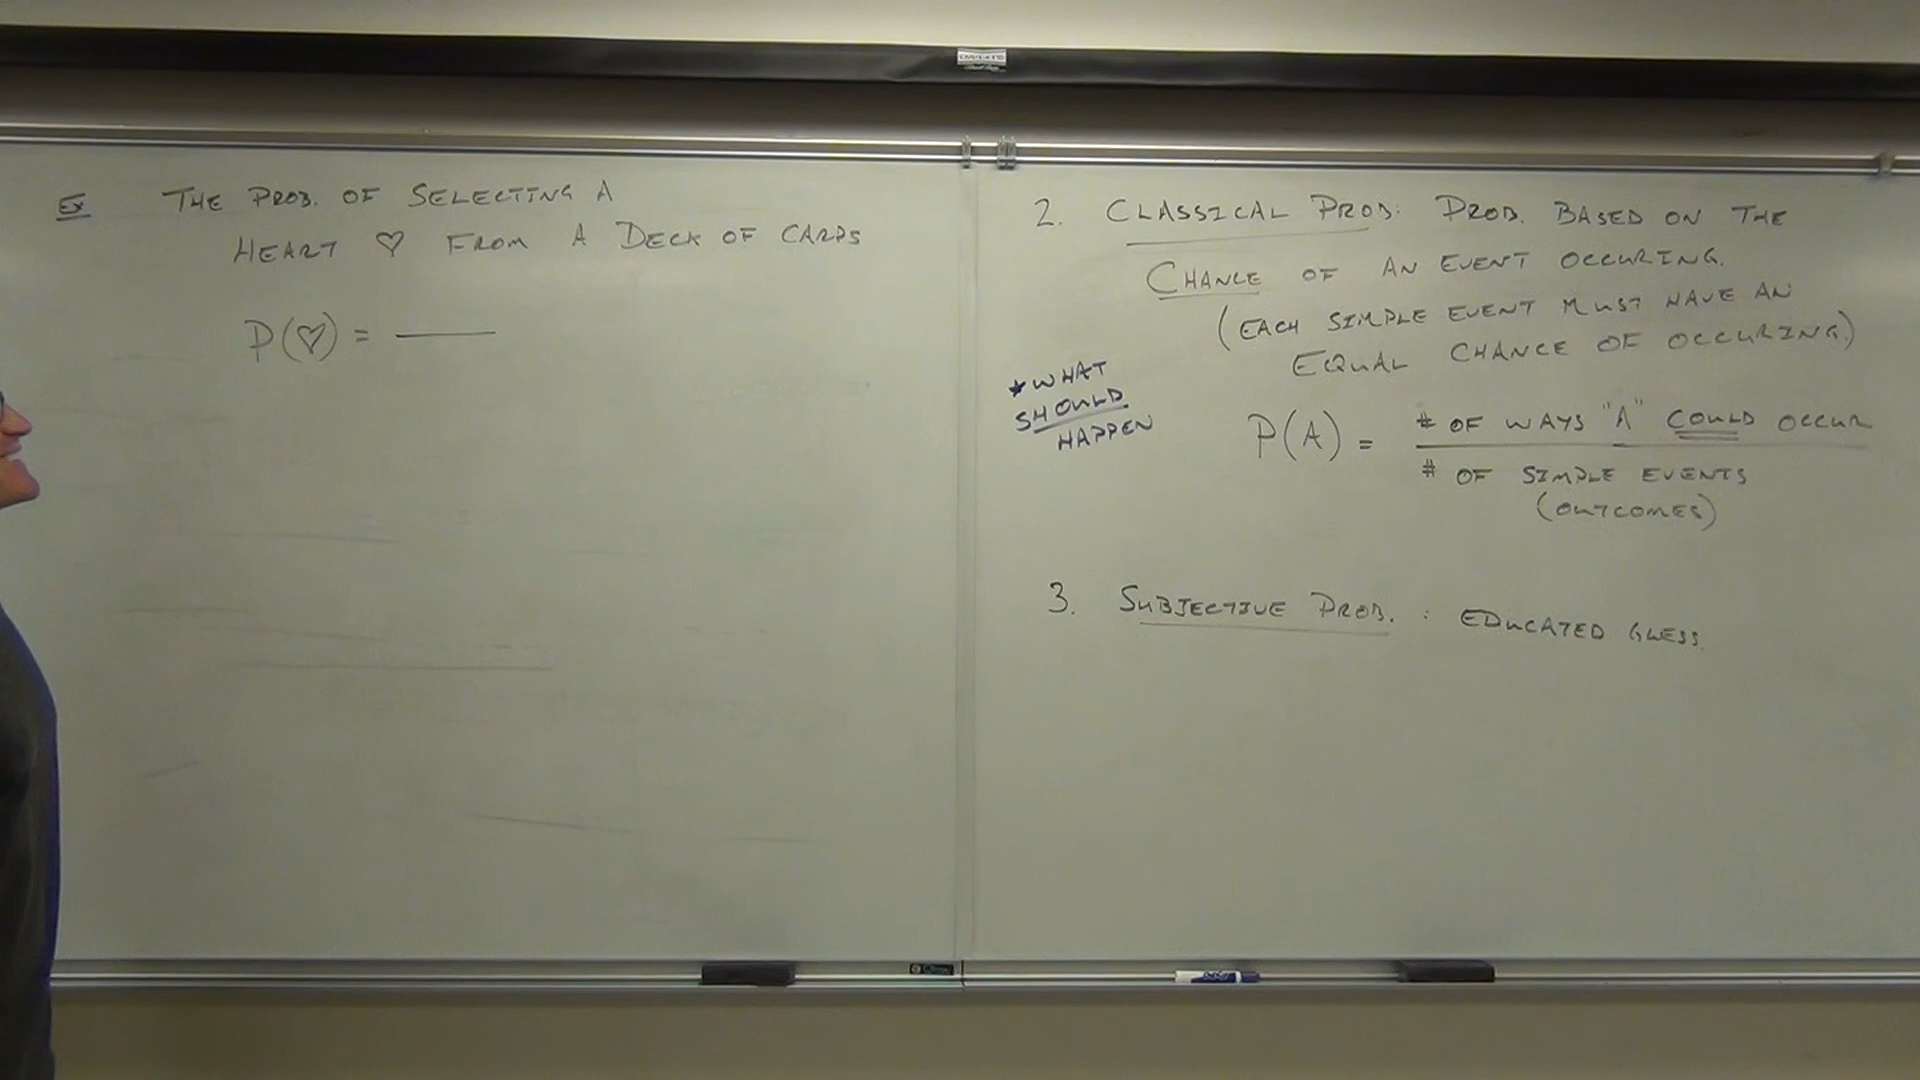 Ex THE PROB. OF SELECTING A
HEART ♡ FROM A DECK OF CARDS
P(♡) =
2. CLASSICAL PROB: PROB. BASED ON THE
CHANCE OF AN EVENT OCCURING.
(EACH SIMPLE EVENT MUST HAVE AN
EQUAL CHANCE OF OCCURING.)
★ WHAT
SHOULD
HAPPEN
P(A) = # OF WAYS "A" COULD OCCUR
# OF SIMPLE EVENTS
(OUTCOMES)
3. SUBJECTIVE PROB. : EDUCATED GUESS.